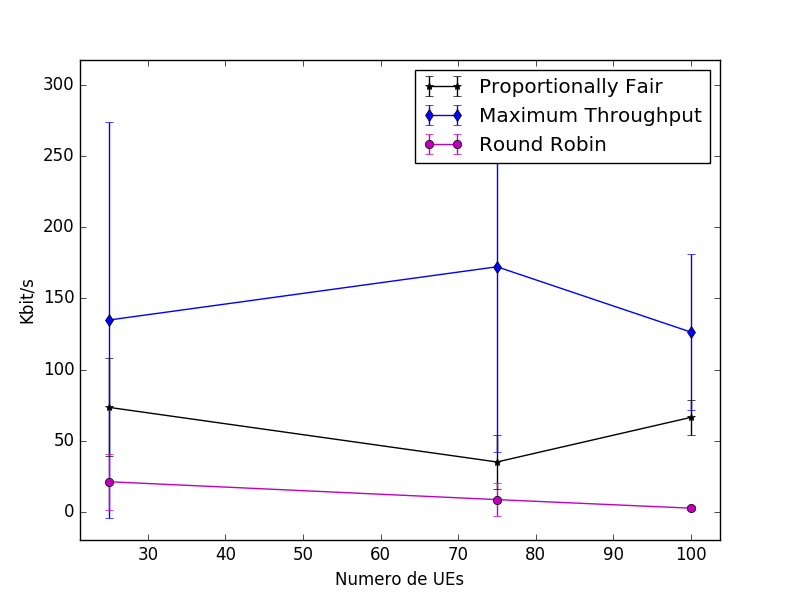 300
250
200
150
100
50
0
Kbit/s
Proportionally Fair
Maximum Throughput
Round Robin
30 40 50 60 70 80 90 100
Numero de UEs